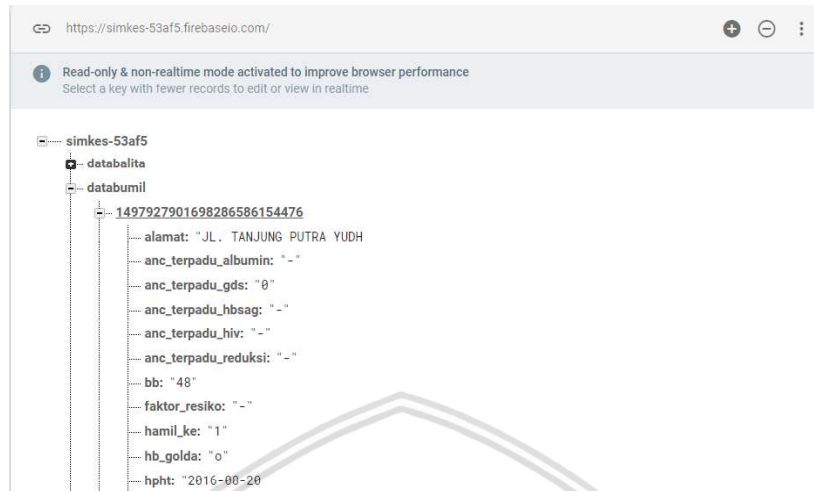 https://simkes-53af5.firebaseio.com/
Read-only & non-realtime mode activated to improve browser performance
Select a key with fewer records to edit or view in realtime
simkes-53af5
databalita
databumil
1497927901698286586154476
alamat: "JL. TANJUNG PUTRA YUDH
anc_terpadu_albumin: "-"
anc_terpadu_gds: "0"
anc_terpadu_hbsag: "-"
anc_terpadu_hiv: "-"
anc_terpadu_reduksi: "-"
bb: "48"
faktor_resiko: "-"
hamil_ke: "1"
hb_golda: "o"
hpht: "2016-08-20